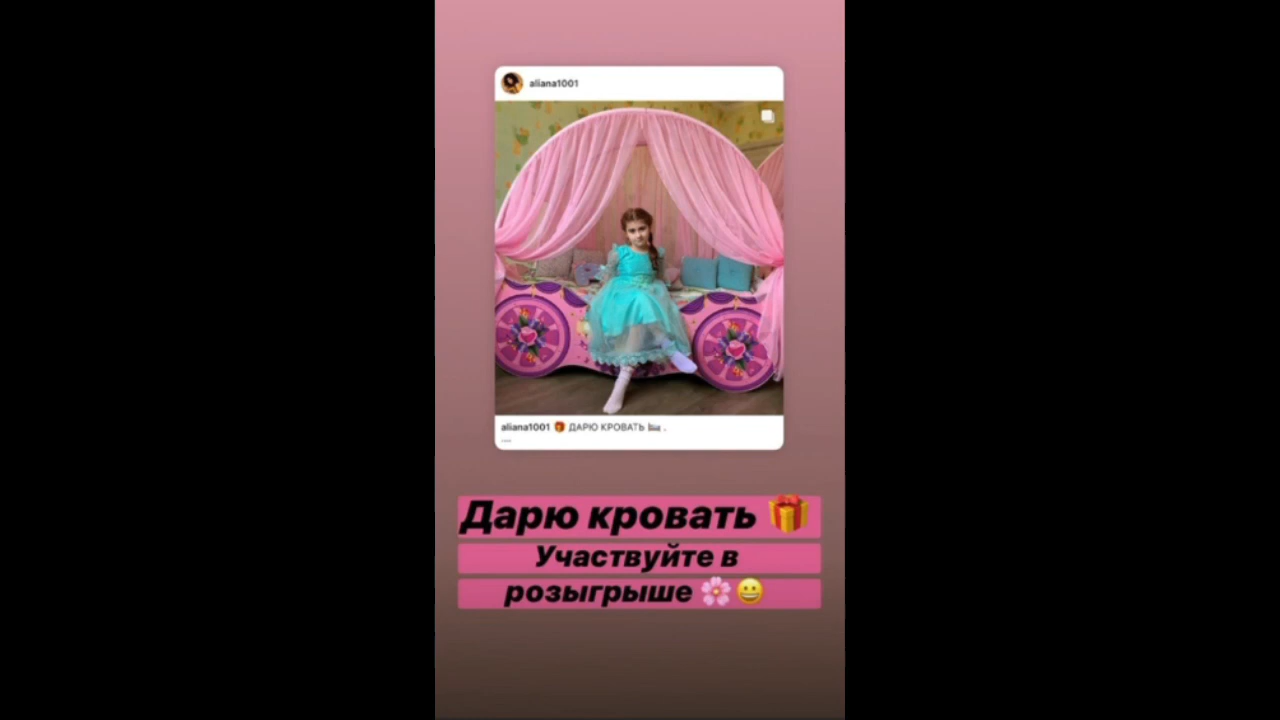 aliana1001
aliana1001 🎁 ДАРЮ КРОВАТЬ 🛏 .
...
Дарю кровать 🎁
Участвуйте в
розыгрыше 🌸😀